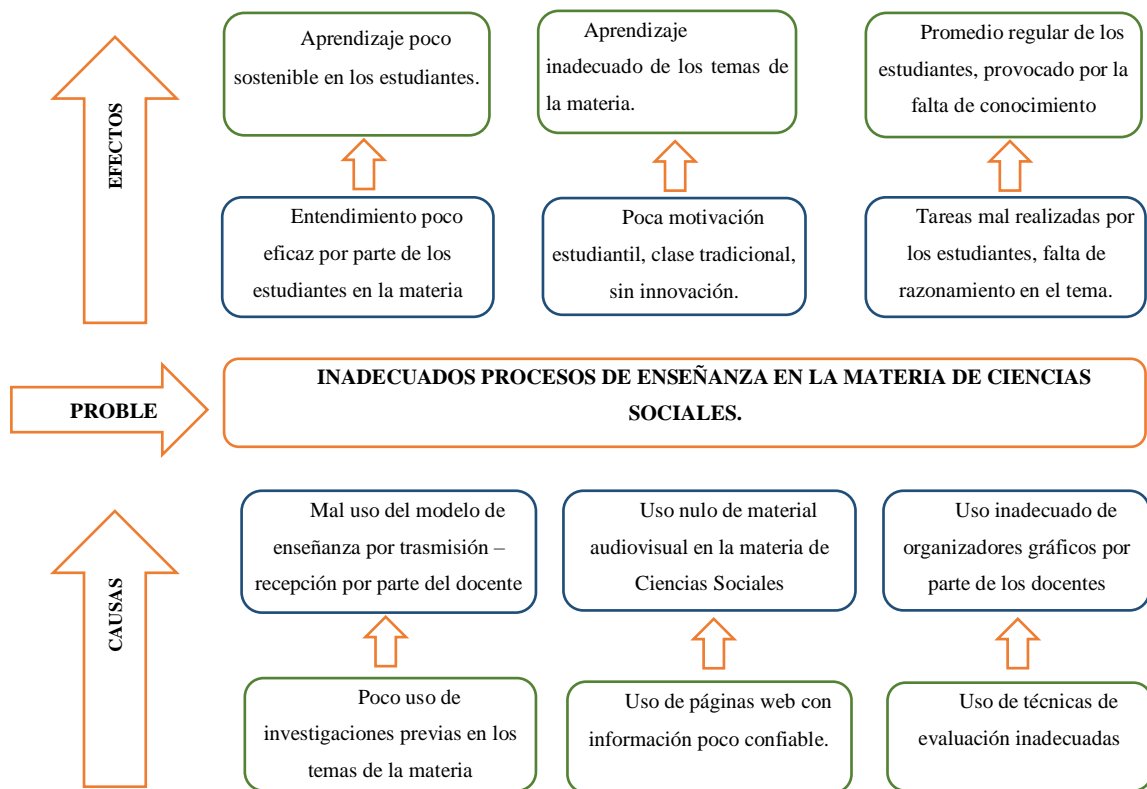 Aprendizaje poco
sostenible en los estudiantes.
Aprendizaje
inadecuado de los temas de
la materia.
Promedio regular de los
estudiantes, provocado por la
falta de conocimiento
EFECTOS
Entendimiento poco
eficaz por parte de los
estudiantes en la materia
Poca motivación
estudiantil, clase tradicional,
sin innovación.
Tareas mal realizadas por
los estudiantes, falta de
razonamiento en el tema.
PROBLE
INADECUADOS PROCESOS DE ENSEÑANZA EN LA MATERIA DE CIENCIAS
SOCIALES.
Mal uso del modelo de
enseñanza por trasmisión –
recepción por parte del docente
Uso nulo de material
audiovisual en la materia de
Ciencias Sociales
Uso inadecuado de
organizadores gráficos por
parte de los docentes
CAUSAS
Poco uso de
investigaciones previas en los
temas de la materia
Uso de páginas web con
información poco confiable.
Uso de técnicas de
evaluación inadecuadas